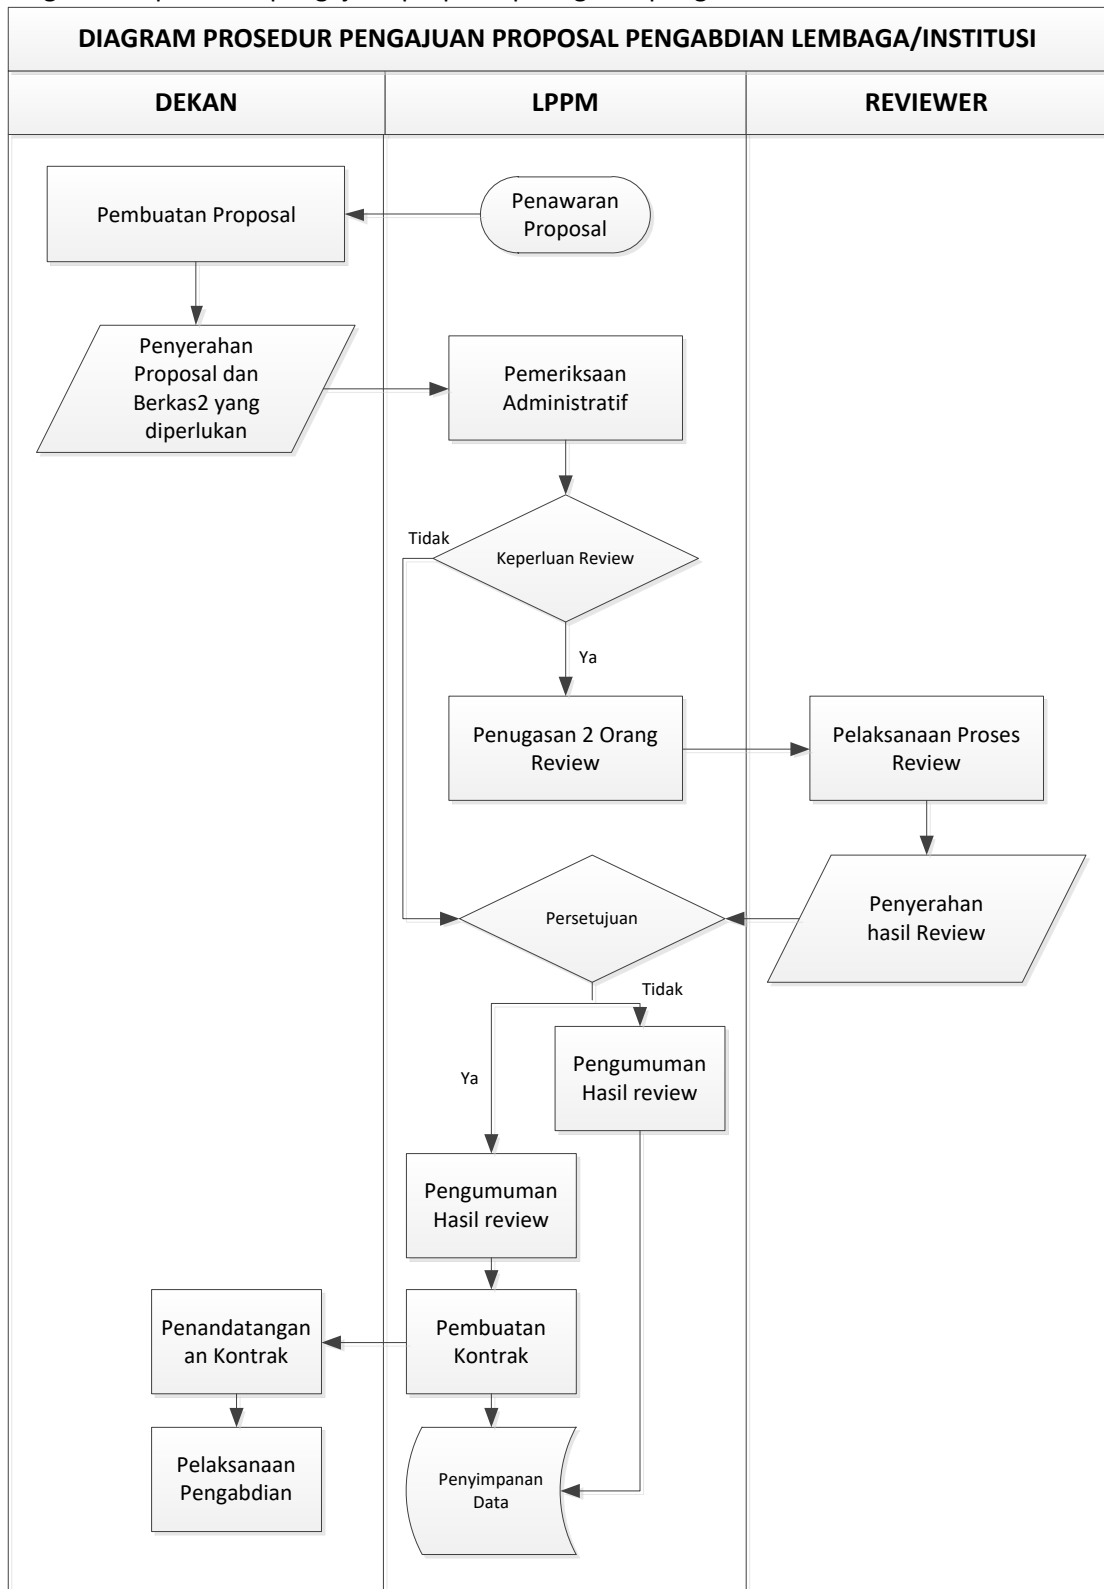 DIAGRAM PROSEDUR PENGAJUAN PROPOSAL PENGABDIAN LEMBAGA/INSTITUSI
DEKAN
LPPM
REVIEWER
Pembuatan Proposal
Penawaran
Proposal
Penyerahan
Proposal dan
Berkas2 yang
diperlukan
Pemeriksaan
Administratif
Tidak
Keperluan Review
Ya
Penugasan 2 Orang
Review
Pelaksanaan Proses
Review
Persetujuan
Penyerahan
hasil Review
Tidak
Ya
Pengumuman
Hasil review
Pengumuman
Hasil review
Penandatangan
an Kontrak
Pembuatan
Kontrak
Pelaksanaan
Pengabdian
Penyimpanan
Data